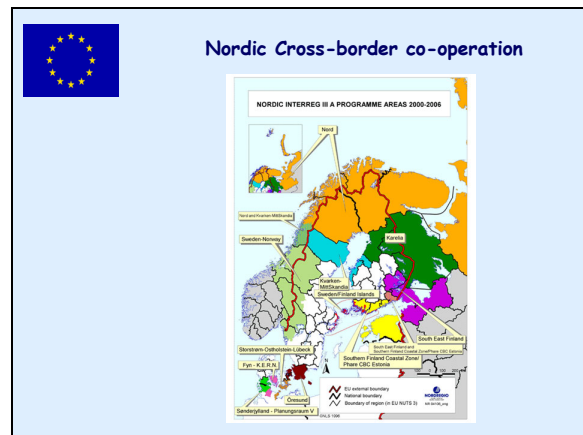 Nordic Cross-border co-operation
NORDIC INTERREG III A PROGRAMME AREAS 2000-2006
Nord
Nord and Kvarken-MittSkandia
Sweden-Norway
Karelia
Kvarken-
MittSkandia
Sweden/Finland Islands
South East Finland
South East Finland and
Southern Finland Coastal Zone/Phare CBC Estonia
Southern Finland Coastal Zone/
Phare CBC Estonia
Storstrøm-Ostholstein-Lübeck
Fyn - K.E.R.N.
Öresund
Sønderjylland - Planungsraum V
N
0 100 200
EU external boundary
National boundary
Boundary of region (in EU NUTS 3)
NORDREGIO